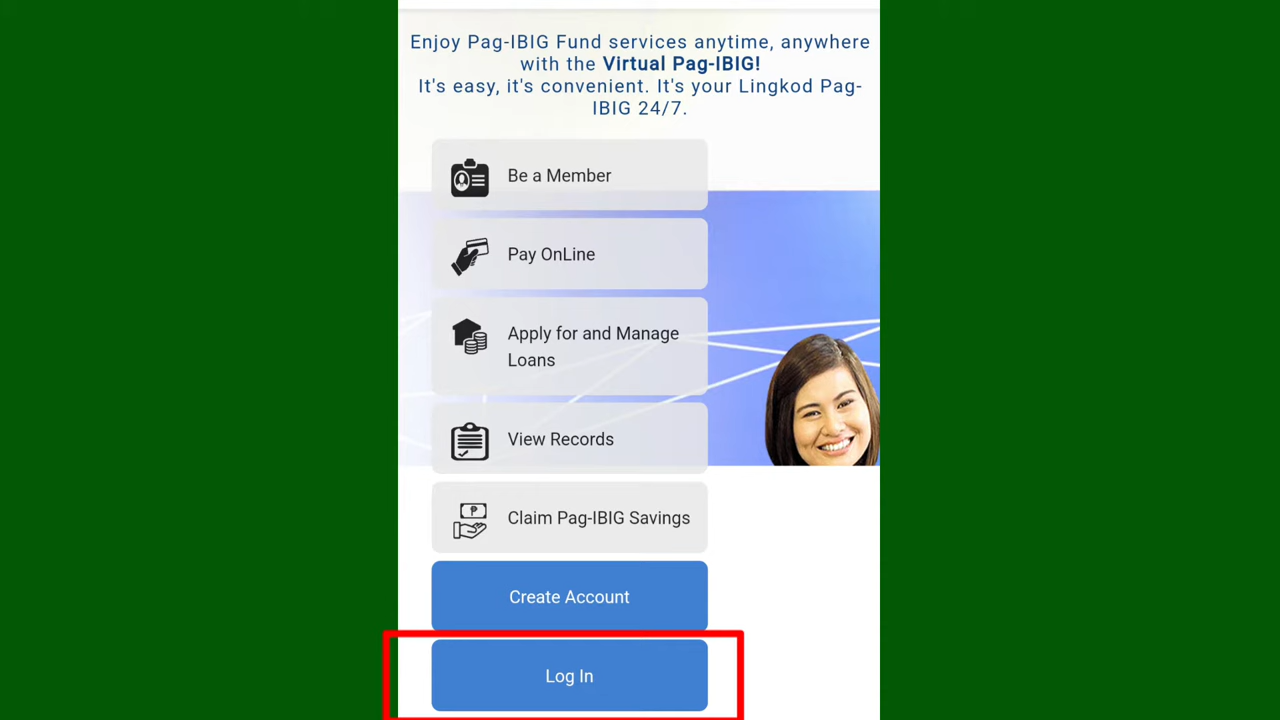 Enjoy Pag-IBIG Fund services anytime, anywhere
with the Virtual Pag-IBIG!
It's easy, it's convenient. It's your Lingkod Pag-
IBIG 24/7.
Be a Member
Pay OnLine
Apply for and Manage
Loans
View Records
Claim Pag-IBIG Savings
Create Account
Log In